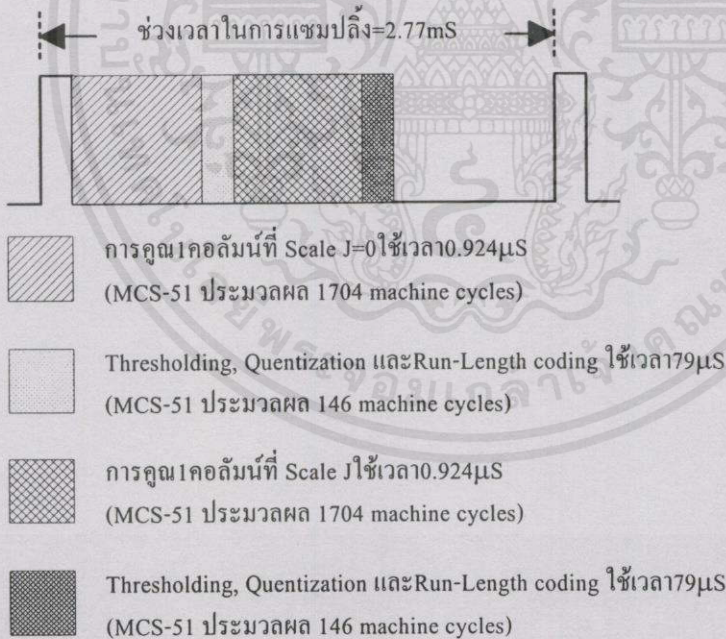 ช่วงเวลาในการแซมปลิ้ง=2.77mS
การคูณ1คอลัมน์ที่ Scale J=0ใช้เวลา0.924μS
(MCS-51 ประมวลผล 1704 machine cycles)
Thresholding, Quentization และRun-Length coding ใช้เวลา79μS
(MCS-51 ประมวลผล 146 machine cycles)
การคูณ1คอลัมน์ที่ Scale Jใช้เวลา0.924μS
(MCS-51 ประมวลผล 1704 machine cycles)
Thresholding, Quentization และRun-Length coding ใช้เวลา79μS
(MCS-51 ประมวลผล 146 machine cycles)